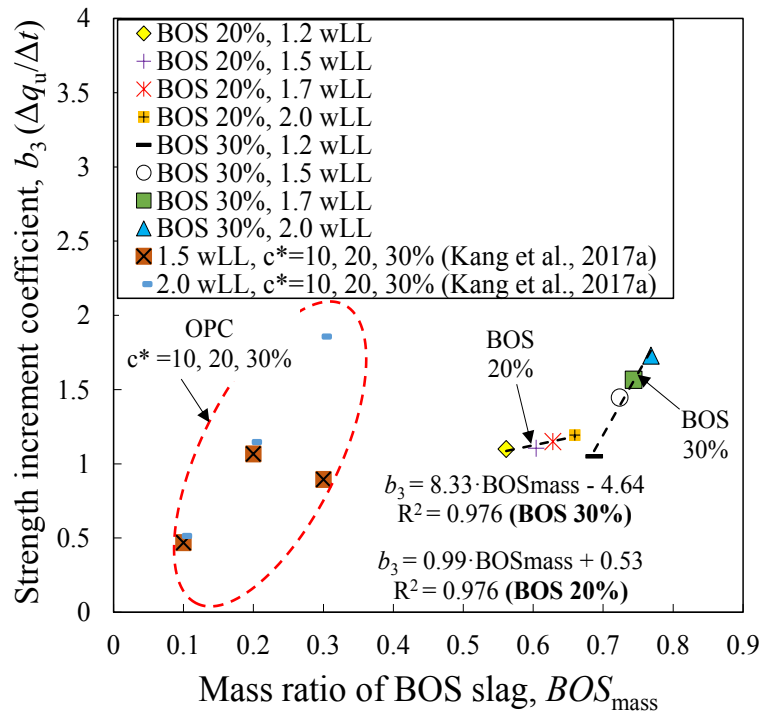 Strength increment coefficient, b₃ (Δqᵤ/Δt)
4
3.5
3
2.5
2
1.5
1
0.5
0
BOS 20%, 1.2 wLL
BOS 20%, 1.5 wLL
BOS 20%, 1.7 wLL
BOS 20%, 2.0 wLL
BOS 30%, 1.2 wLL
BOS 30%, 1.5 wLL
BOS 30%, 1.7 wLL
BOS 30%, 2.0 wLL
1.5 wLL, c*=10, 20, 30% (Kang et al., 2017a)
2.0 wLL, c*=10, 20, 30% (Kang et al., 2017a)
OPC
c* =10, 20, 30%
BOS
20%
BOS
30%
b₃ = 8.33·BOSmass - 4.64
R² = 0.976 (BOS 30%)
b₃ = 0.99·BOSmass + 0.53
R² = 0.976 (BOS 20%)
0 0.1 0.2 0.3 0.4 0.5 0.6 0.7 0.8 0.9
Mass ratio of BOS slag, BOSmass